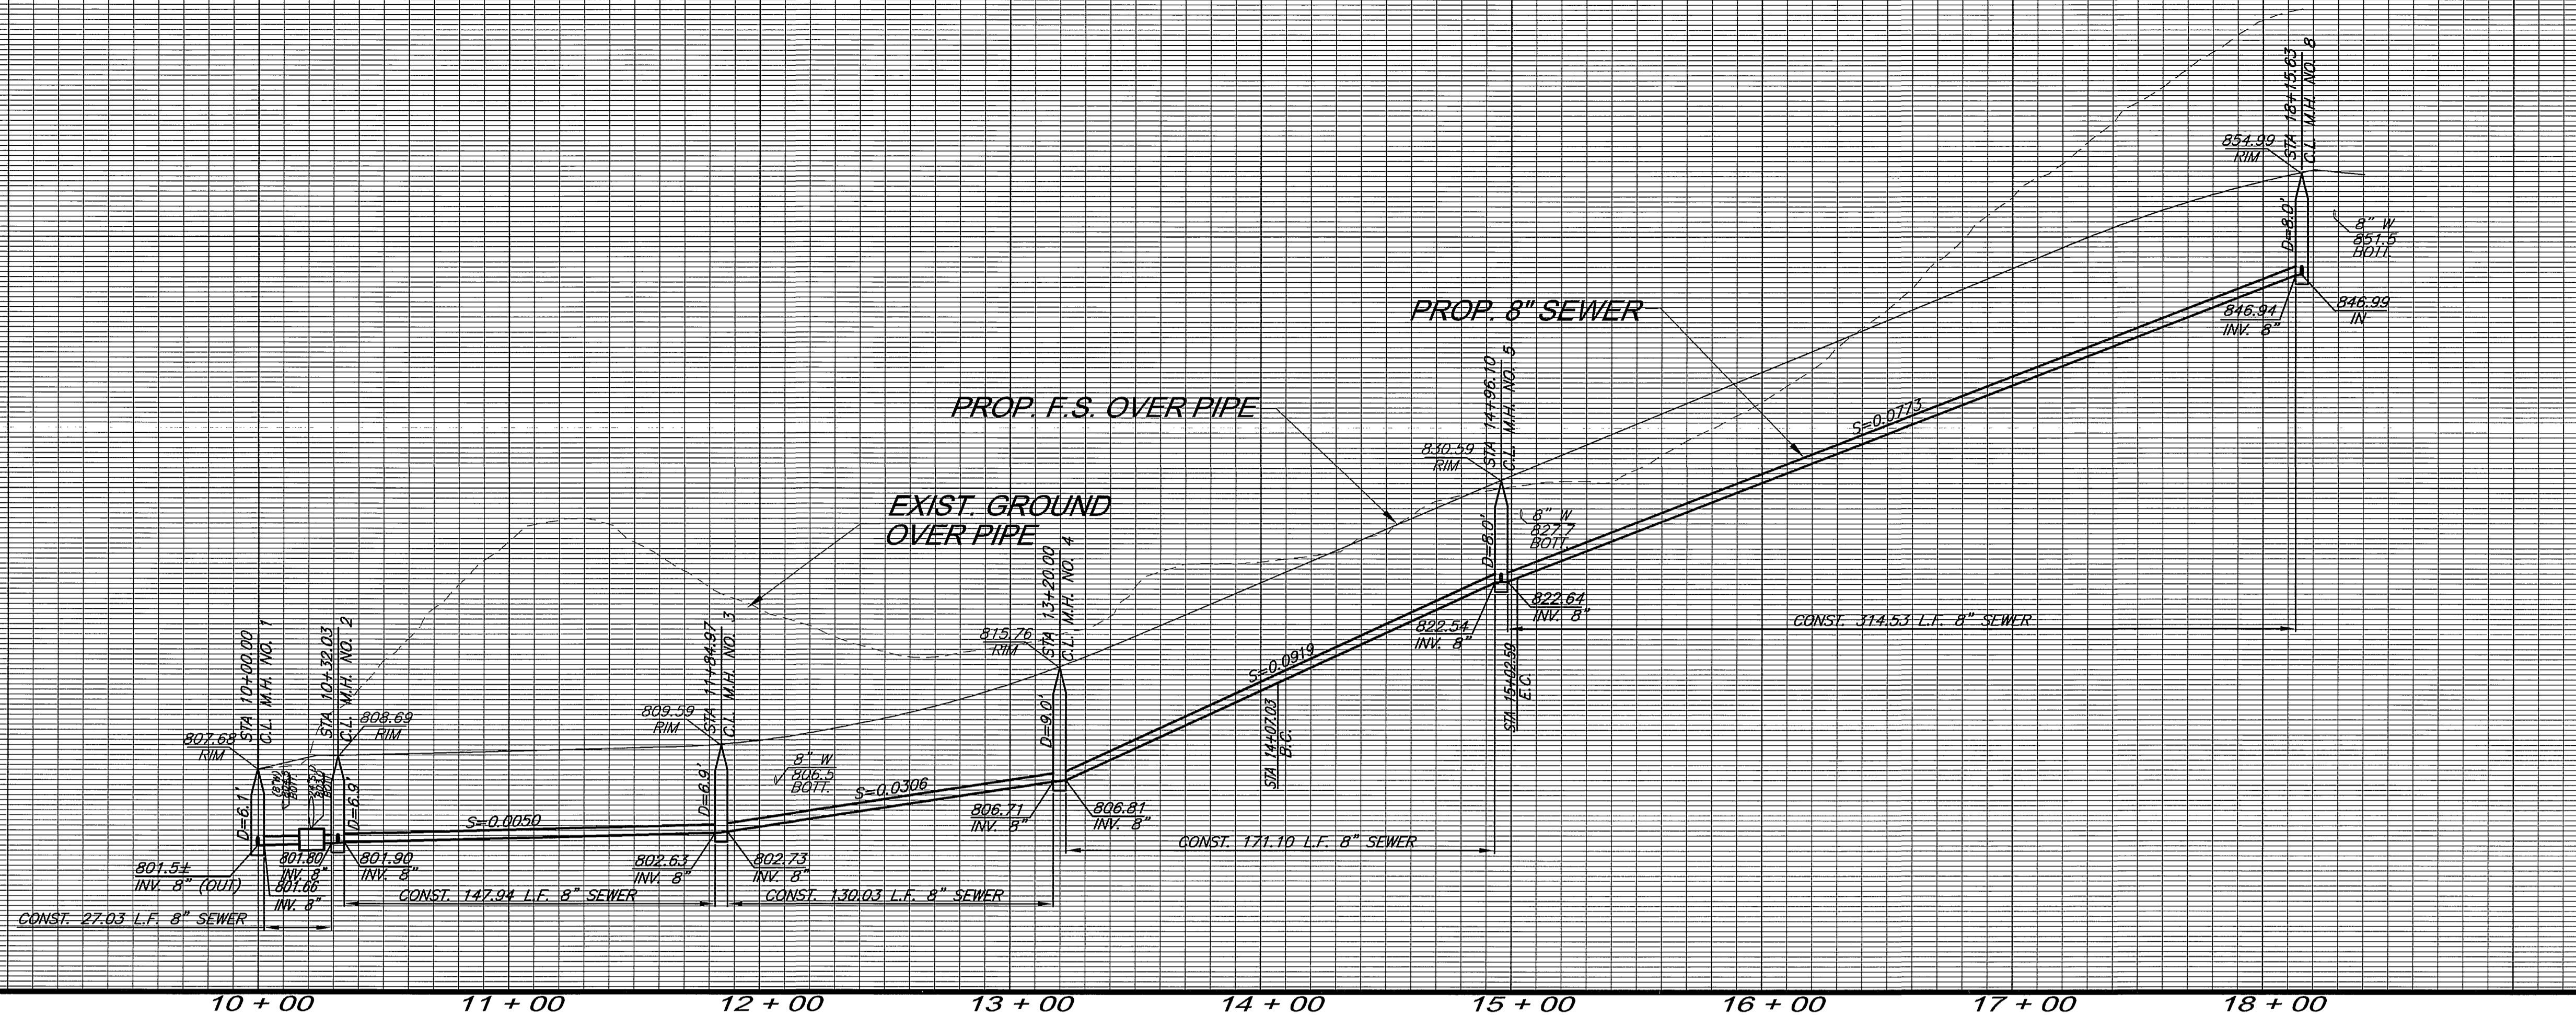 STA 18+15.63
C.L. M.H. NO. 8
854.99
RIM
D=8.0'
8" W
851.5
BOTT.
846.94
INV. 8"
846.99
IN
PROP. 8" SEWER
STA 14+96.10
C.L. M.H. NO. 5
PROP. F.S. OVER PIPE
S=0.0773
830.59
RIM
EXIST. GROUND
OVER PIPE
D=8.0'
8" W
827.7
BOTT.
STA 13+20.00
C.L. M.H. NO. 4
822.64
INV. 8"
822.54
INV. 8"
CONST. 314.53 L.F. 8" SEWER
815.76
RIM
STA 10+00.00
C.L. M.H. NO. 1
STA 10+32.03
C.L. M.H. NO. 2
STA 11+84.97
C.L. M.H. NO. 3
S=0.0919
STA 15+02.59
E.C.
STA 14+07.03
B.C.
807.68
RIM
808.69
RIM
809.59
RIM
D=9.0'
8" W
806.5
BOTT.
D=6.1'
D=6.9'
D=6.9'
S=0.0050
S=0.0306
806.71
INV. 8"
806.81
INV. 8"
CONST. 171.10 L.F. 8" SEWER
801.5±
INV. 8" (OUT)
801.80
INV. 8"
801.66
INV. 8"
801.90
INV. 8"
802.63
INV. 8"
802.73
INV. 8"
CONST. 147.94 L.F. 8" SEWER
CONST. 130.03 L.F. 8" SEWER
CONST. 27.03 L.F. 8" SEWER
10 + 00
11 + 00
12 + 00
13 + 00
14 + 00
15 + 00
16 + 00
17 + 00
18 + 00